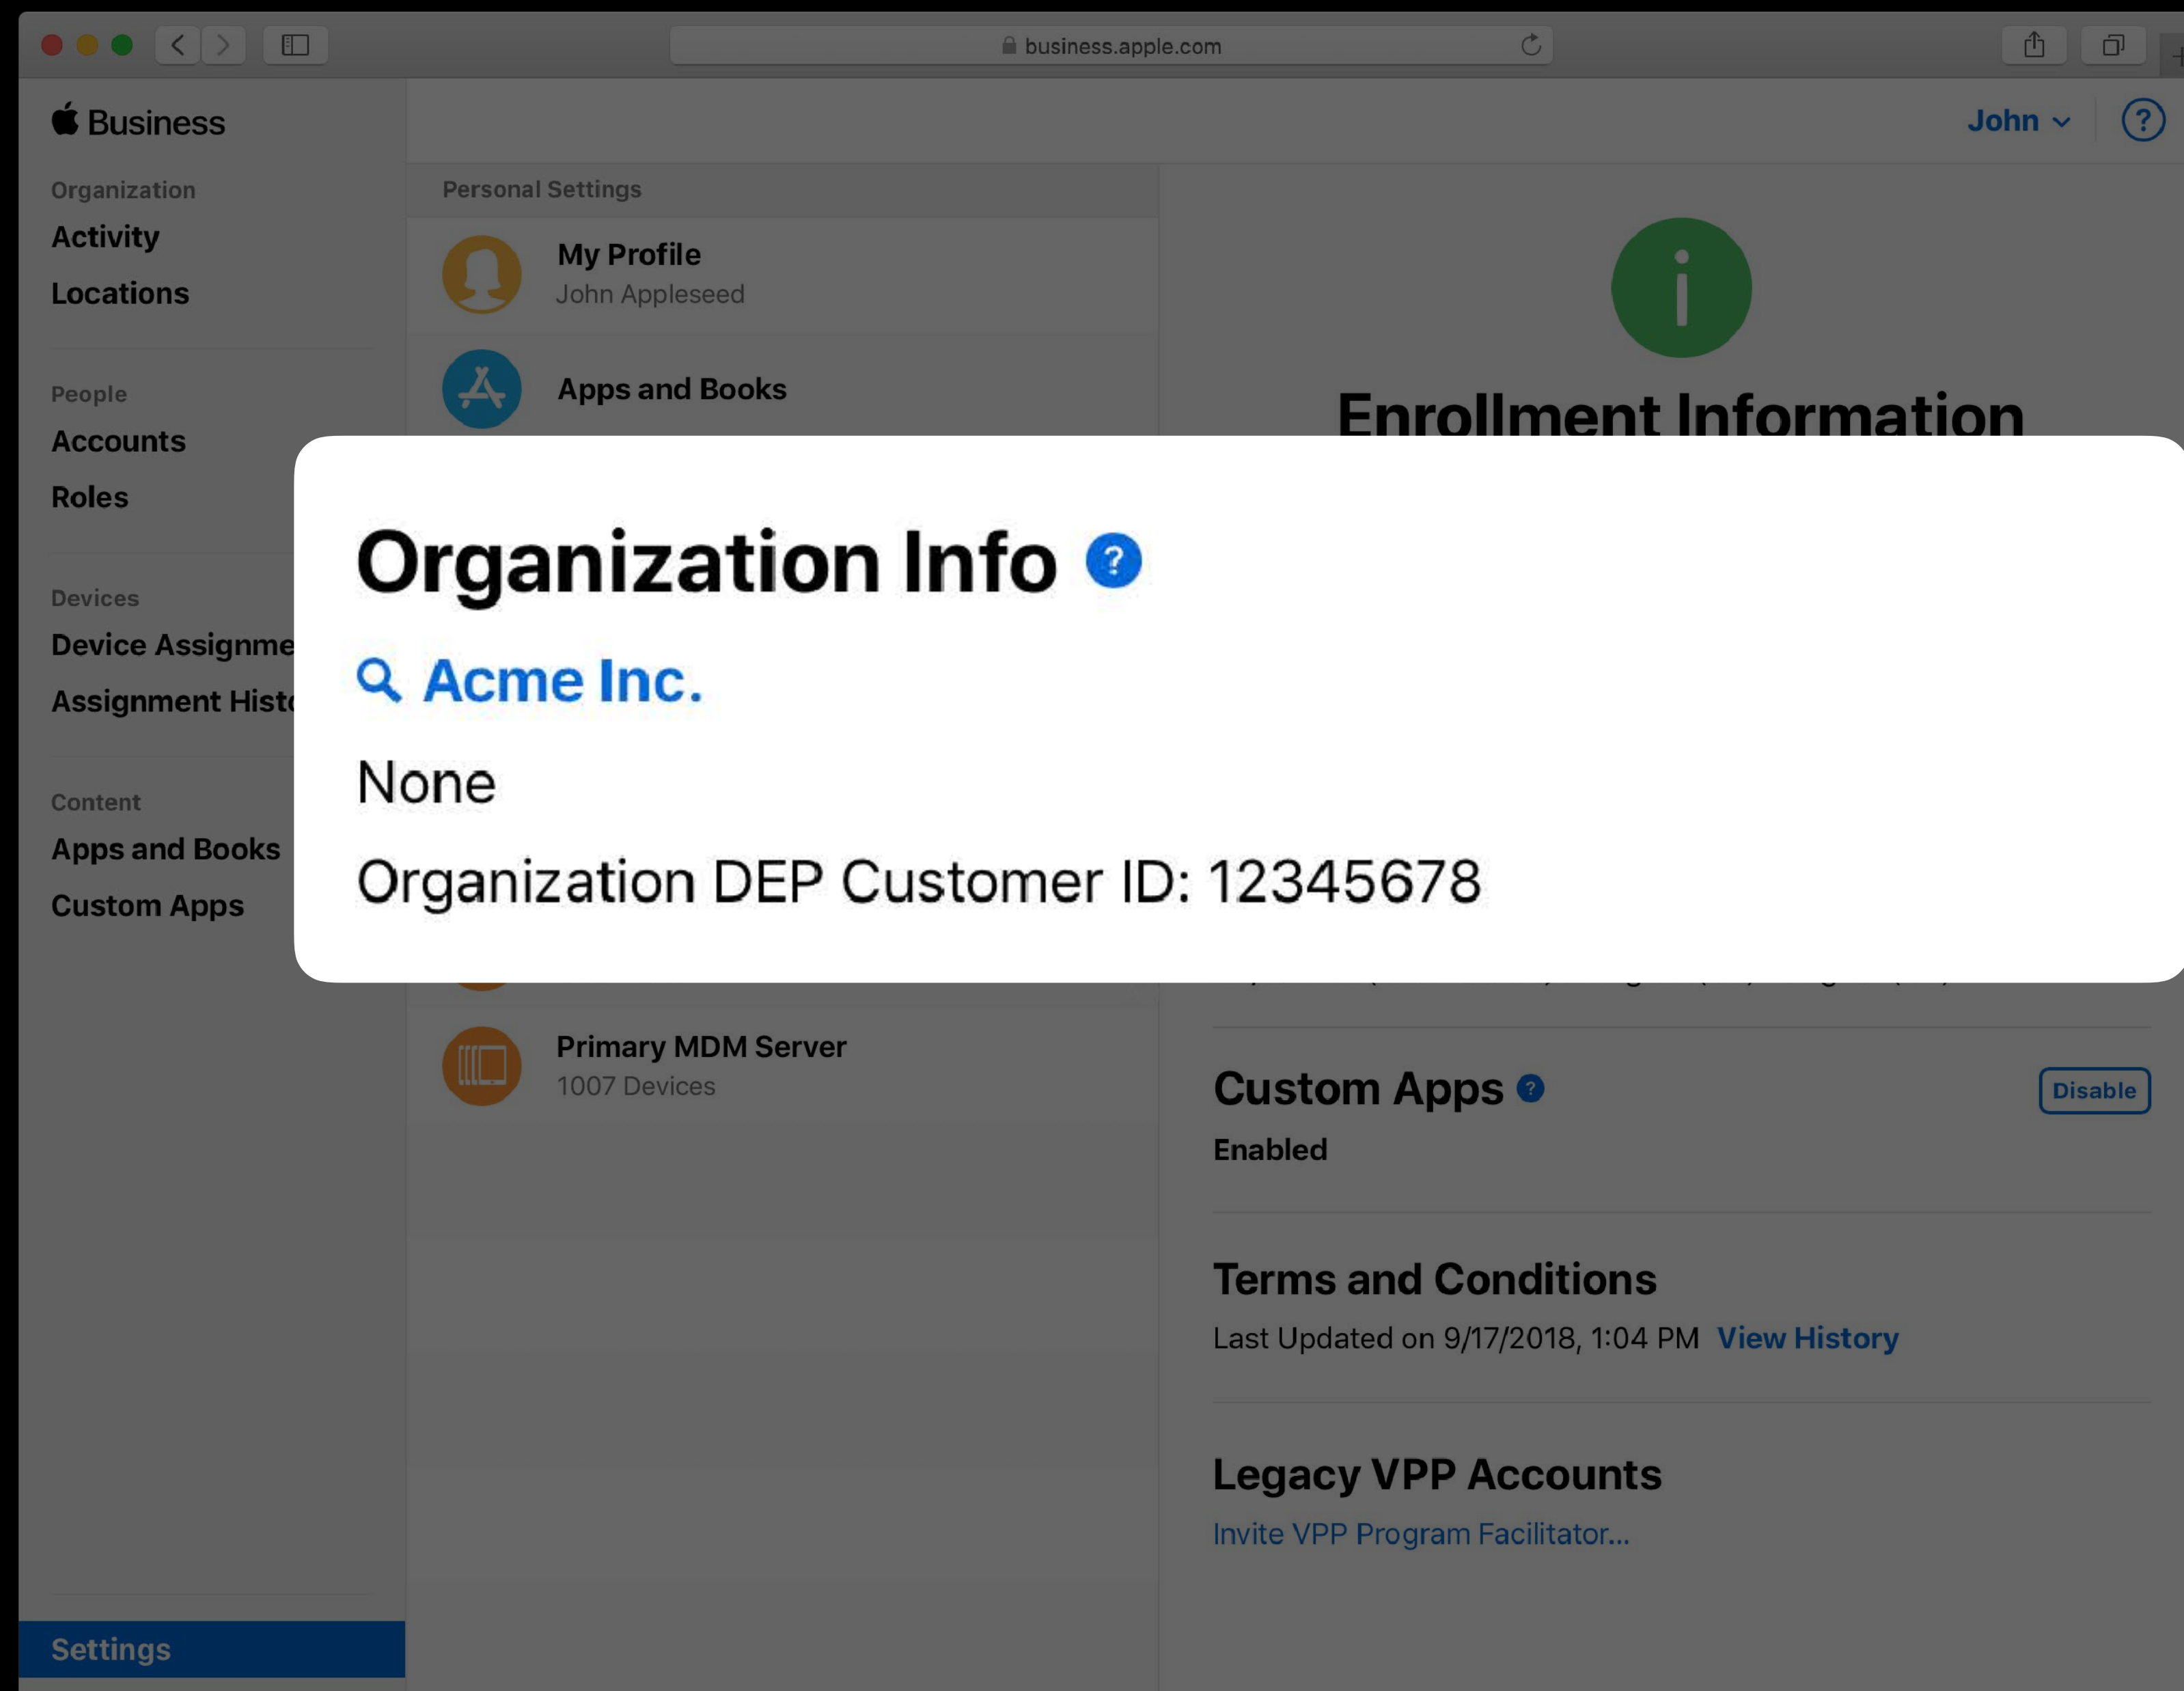 business.apple.com
Business
John
Organization
Activity
Locations
People
Accounts
Roles
Devices
Device Assignme
Assignment Histo
Content
Apps and Books
Custom Apps
Settings
Personal Settings
My Profile
John Appleseed
Apps and Books
Primary MDM Server
1007 Devices
Enrollment Information
Organization Info ?
Acme Inc.
None
Organization DEP Customer ID: 12345678
Custom Apps ?
Disable
Enabled
Terms and Conditions
Last Updated on 9/17/2018, 1:04 PM View History
Legacy VPP Accounts
Invite VPP Program Facilitator...